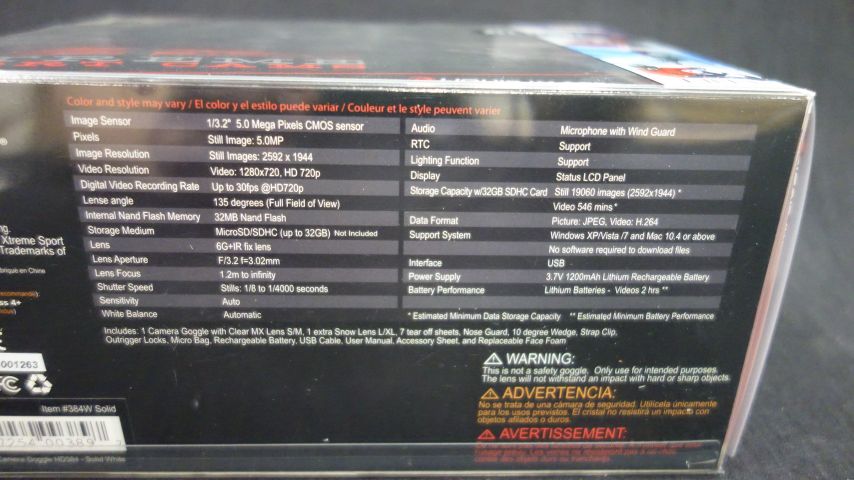 Color and style may vary / El color y el estilo puede variar / Couleur et le style peuvent varier
Image Sensor 1/3.2" 5.0 Mega Pixels CMOS sensor
Pixels Still Image: 5.0MP
Image Resolution Still Images: 2592 x 1944
Video Resolution Video: 1280x720, HD 720p
Digital Video Recording Rate Up to 30fps @HD720p
Lense angle 135 degrees (Full Field of View)
Internal Nand Flash Memory 32MB Nand Flash
Storage Medium MicroSD/SDHC (up to 32GB) Not Included
Lens 6G+IR fix lens
Lens Aperture F/3.2 f=3.02mm
Lens Focus 1.2m to infinity
Shutter Speed Stills: 1/8 to 1/4000 seconds
Sensitivity Auto
White Balance Automatic
Audio Microphone with Wind Guard
RTC Support
Lighting Function Support
Display Status LCD Panel
Storage Capacity w/32GB SDHC Card Still 19060 images (2592x1944) *
Video 546 mins *
Data Format Picture: JPEG, Video: H.264
Support System Windows XP/Vista /7 and Mac 10.4 or above
No software required to download files
Interface USB
Power Supply 3.7V 1200mAh Lithium Rechargeable Battery
Battery Performance Lithium Batteries - Videos 2 hrs **
* Estimated Minimum Data Storage Capacity ** Estimated Minimum Battery Performance
Includes: 1 Camera Goggle with Clear MX Lens S/M, 1 extra Snow Lens L/XL, 7 tear off sheets, Nose Guard, 10 degree Wedge, Strap Clip,
Outrigger Locks, Micro Bag, Rechargeable Battery, USB Cable, User Manual, Accessory Sheet, and Replaceable Face Foam
WARNING:
This is not a safety goggle. Only use for intended purposes.
The lens will not withstand an impact with hard or sharp objects.
ADVERTENCIA:
No se trata de una cámara de seguridad. Utilícela únicamente
para los usos previstos. El cristal no resistirá un impacto con
objetos afilados o duros.
AVERTISSEMENT:
Xtreme Sport
Trademarks of
en China
001263
FC
Item #384W Solid
00389
Camera Goggle HD384 - Solid White